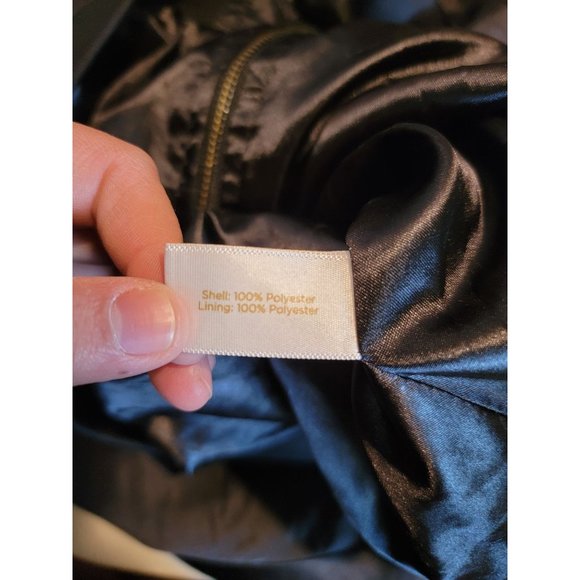 Shell: 100% Polyester
Lining: 100% Polyester